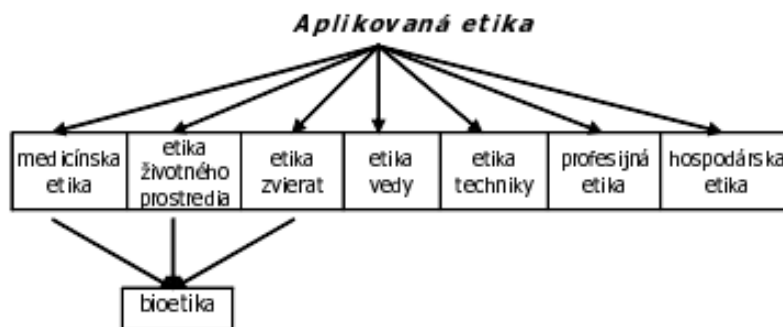 Aplikovaná etika
medicínska
etika
etika
životného
prostredia
etika
zvierat
etika
vedy
etika
techniky
profesijná
etika
hospodárska
etika
bioetika